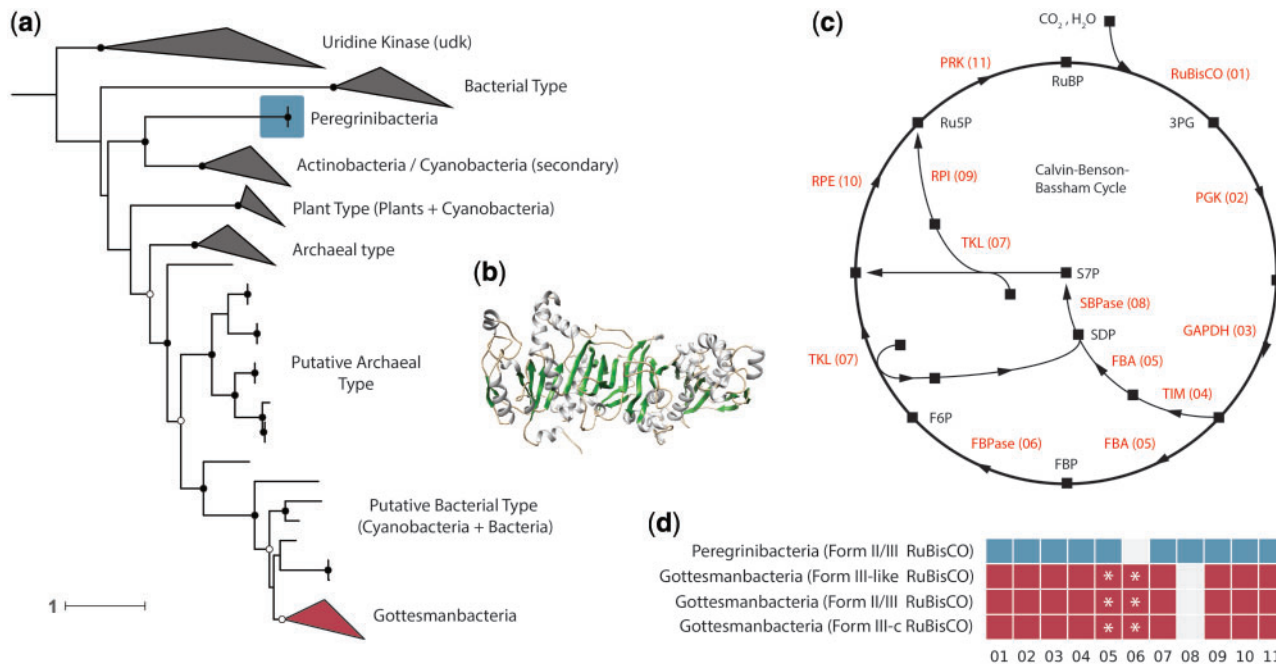 (a)
Uridine Kinase (udk)
Bacterial Type
Peregrinibacteria
Actinobacteria / Cyanobacteria (secondary)
Plant Type (Plants + Cyanobacteria)
Archaeal type
Putative Archaeal
Type
Putative Bacterial Type
(Cyanobacteria + Bacteria)
Gottesmanbacteria
1
(b)
(c)
CO2 , H2O
PRK (11)
RuBP
RuBisCO (01)
Ru5P
3PG
RPE (10)
RPI (09)
Calvin-Benson-
Bassham Cycle
PGK (02)
TKL (07)
S7P
SBPase (08)
SDP
GAPDH (03)
TKL (07)
FBA (05)
TIM (04)
F6P
FBPase (06)
FBP
FBA (05)
(d)
Peregrinibacteria (Form II/III RuBisCO)
Gottesmanbacteria (Form III-like RuBisCO) * *
Gottesmanbacteria (Form II/III RuBisCO) * *
Gottesmanbacteria (Form III-c RuBisCO) * *
01 02 03 04 05 06 07 08 09 10 11